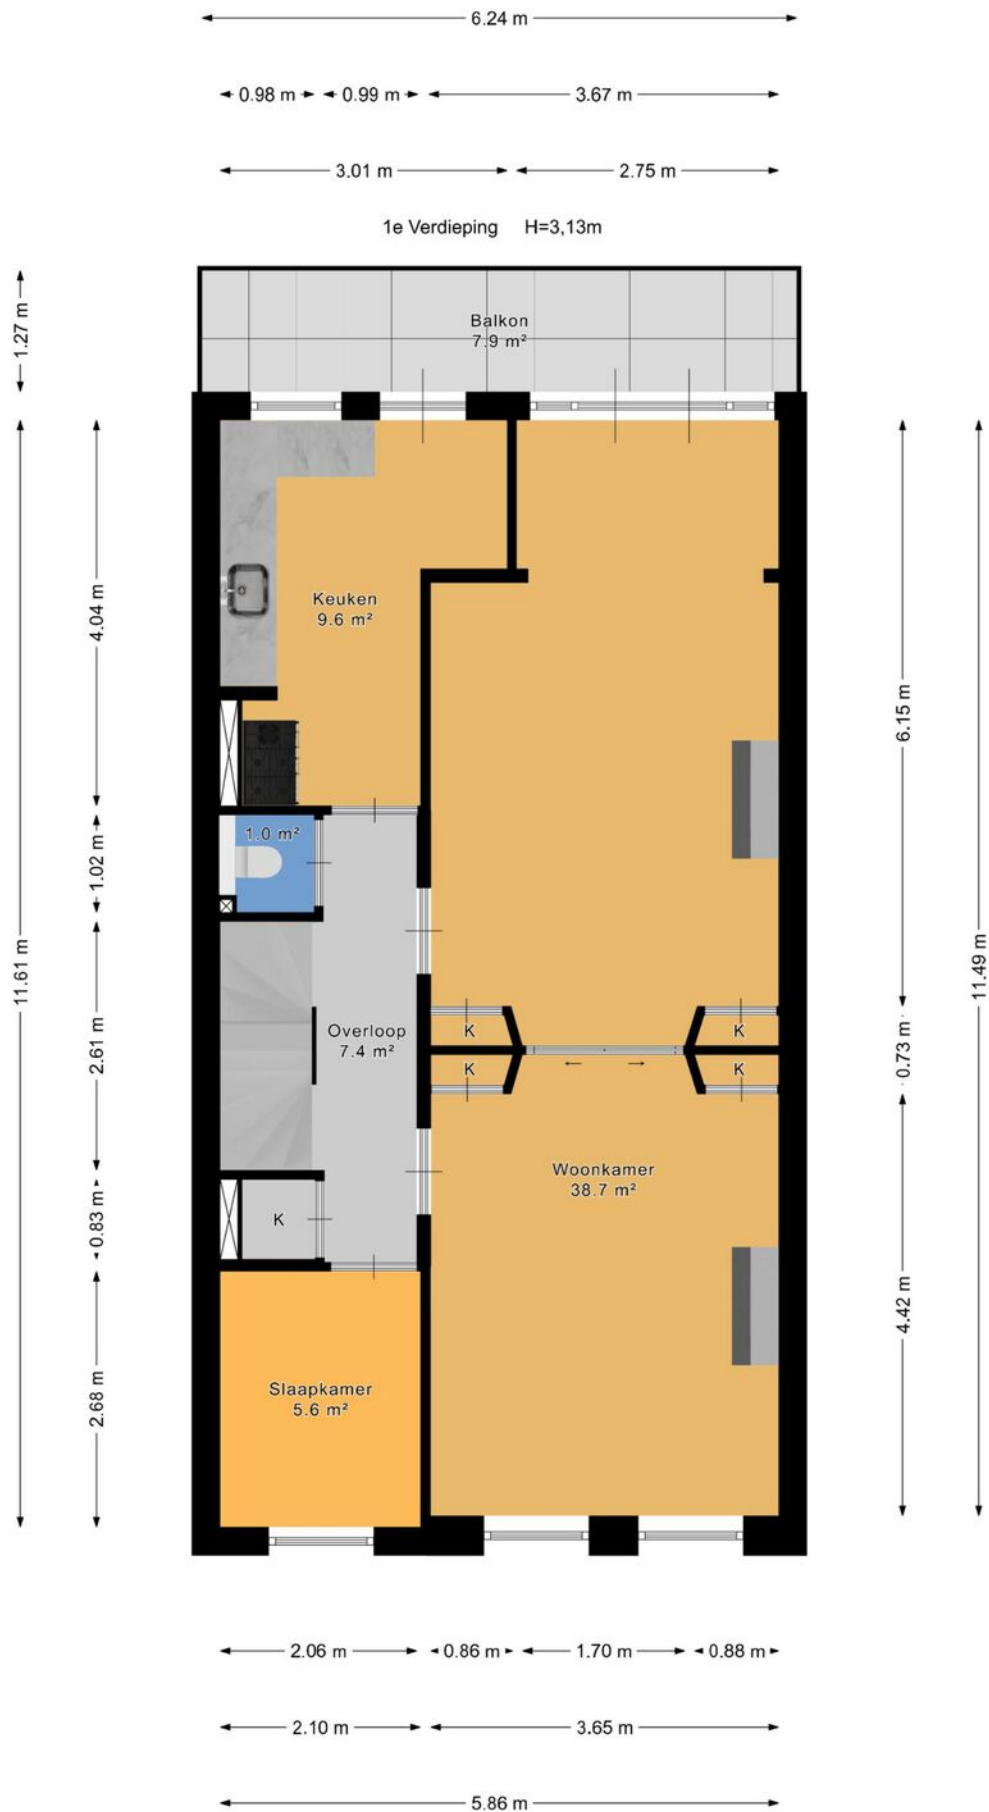 6.24 m
0.98 m 0.99 m 3.67 m
3.01 m 2.75 m
1e Verdieping H=3,13m
1.27 m
Balkon
7.9 m²
11.61 m
4.04 m
1.02 m
2.61 m
0.83 m
2.68 m
Keuken
9.6 m²
1.0 m²
Overloop
7.4 m²
K
K
K
K
K
Woonkamer
38.7 m²
Slaapkamer
5.6 m²
6.15 m
0.73 m
4.42 m
11.49 m
2.06 m 0.86 m 1.70 m 0.88 m
2.10 m 3.65 m
5.86 m